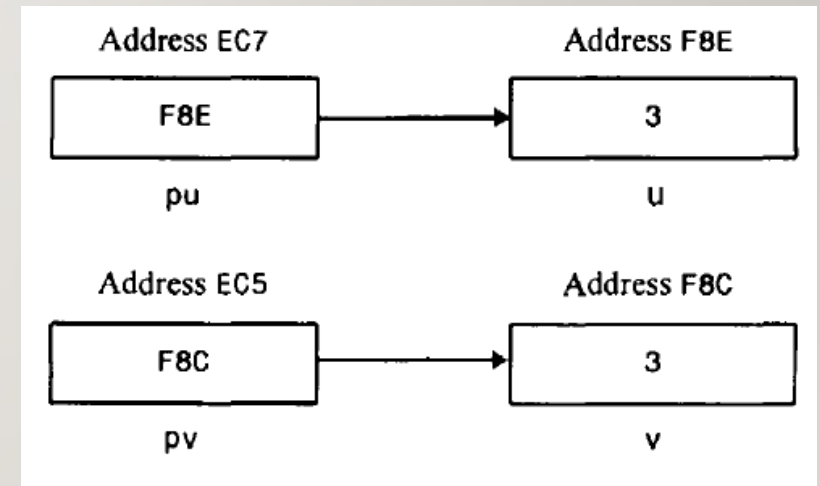 Address EC7 Address F8E
F8E 3
pu u
Address EC5 Address F8C
F8C 3
pv v